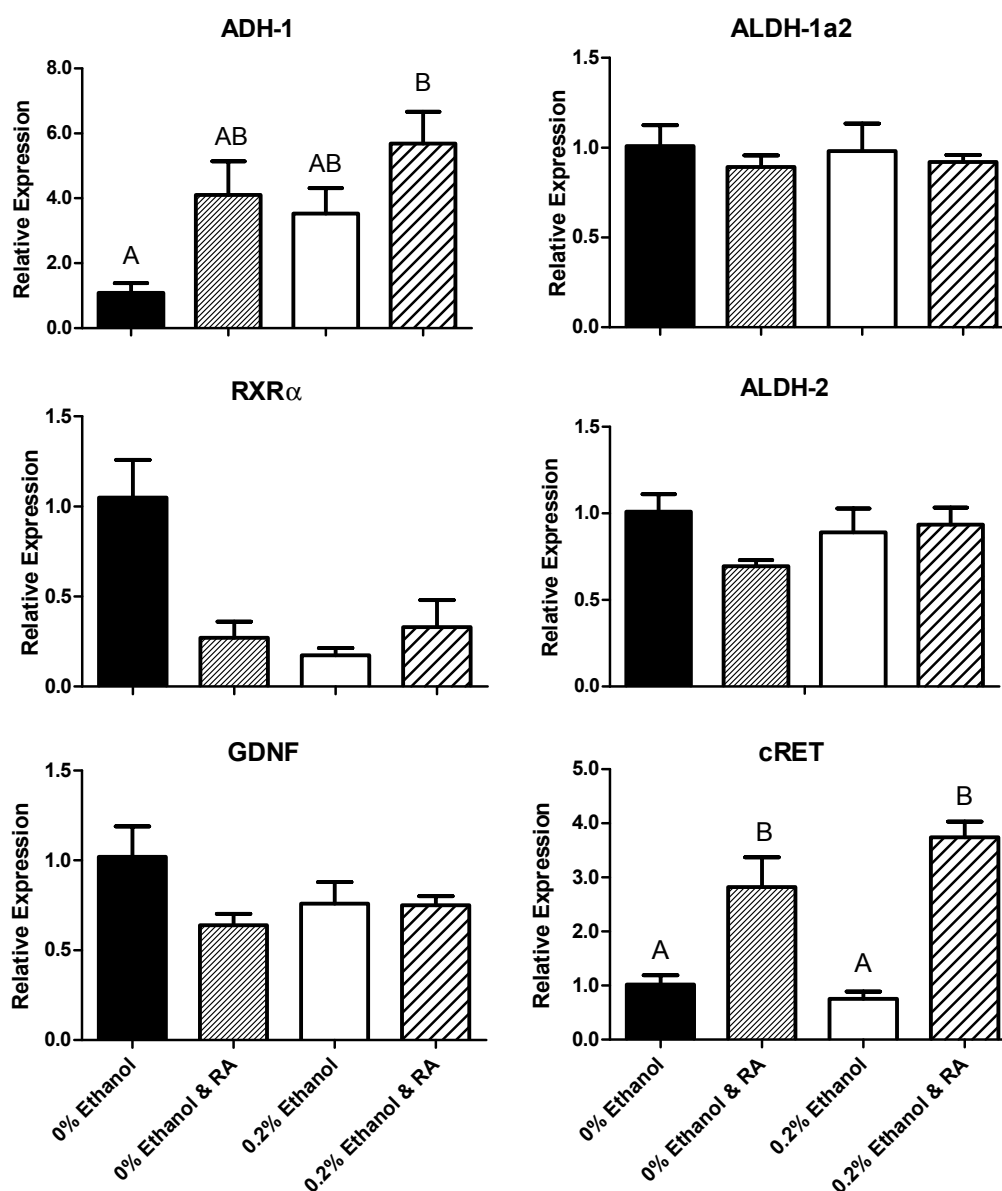 ADH-1
Relative Expression
8.0
6.0
4.0
2.0
0.0
A
AB
AB
B
ALDH-1a2
Relative Expression
1.5
1.0
0.5
0.0
RXRα
Relative Expression
1.5
1.0
0.5
0.0
ALDH-2
Relative Expression
1.5
1.0
0.5
0.0
GDNF
Relative Expression
1.5
1.0
0.5
0.0
0% Ethanol
0% Ethanol & RA
0.2% Ethanol
0.2% Ethanol & RA
cRET
Relative Expression
5.0
4.0
3.0
2.0
1.0
0.0
A
B
A
B
0% Ethanol
0% Ethanol & RA
0.2% Ethanol
0.2% Ethanol & RA